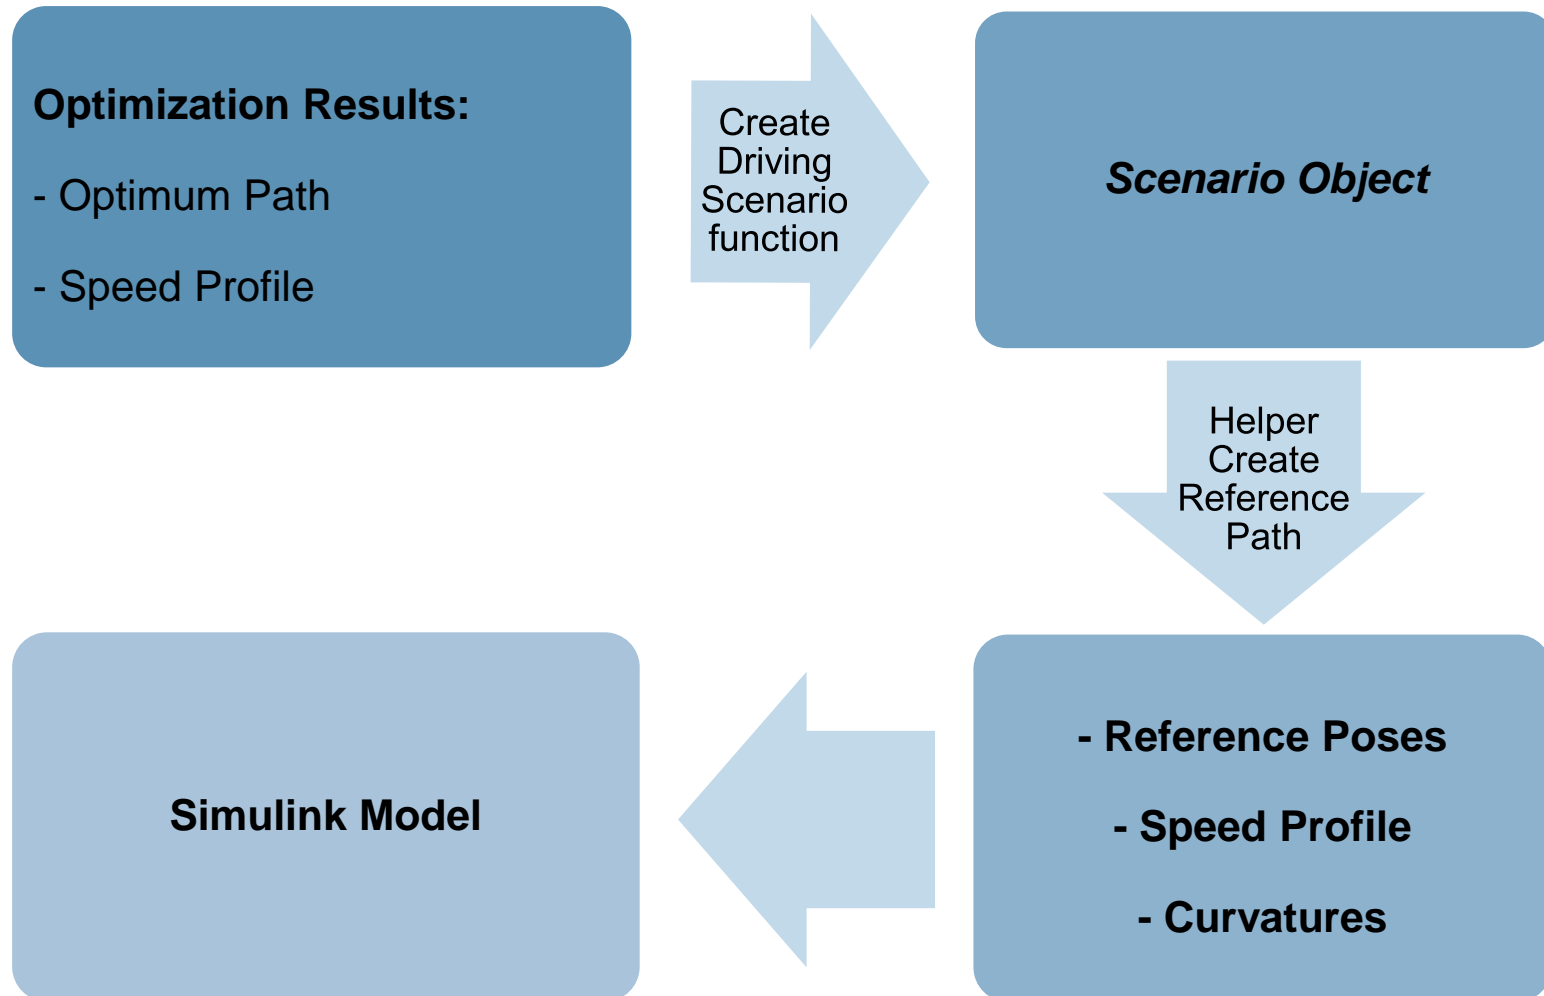 Optimization Results:
- Optimum Path
- Speed Profile
Create
Driving
Scenario
function
Scenario Object
Helper
Create
Reference
Path
- Reference Poses
- Speed Profile
- Curvatures
Simulink Model